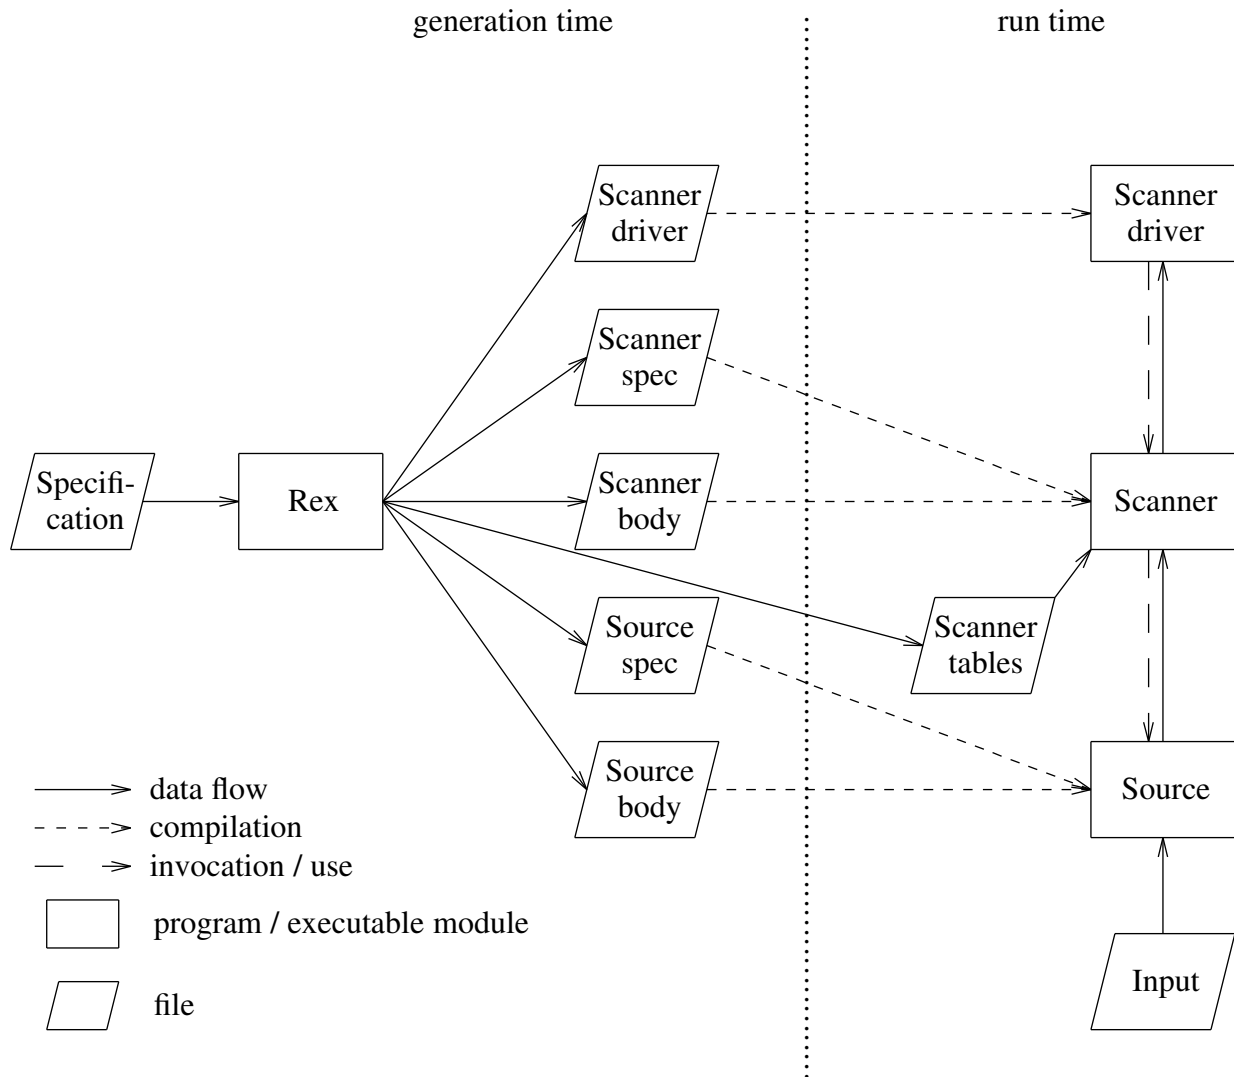 generation time
run time
Scanner
driver
Scanner
driver
Scanner
spec
Specifi-
cation
Rex
Scanner
body
Scanner
Source
spec
Scanner
tables
Source
body
Source
data flow
compilation
invocation / use
program / executable module
Input
file